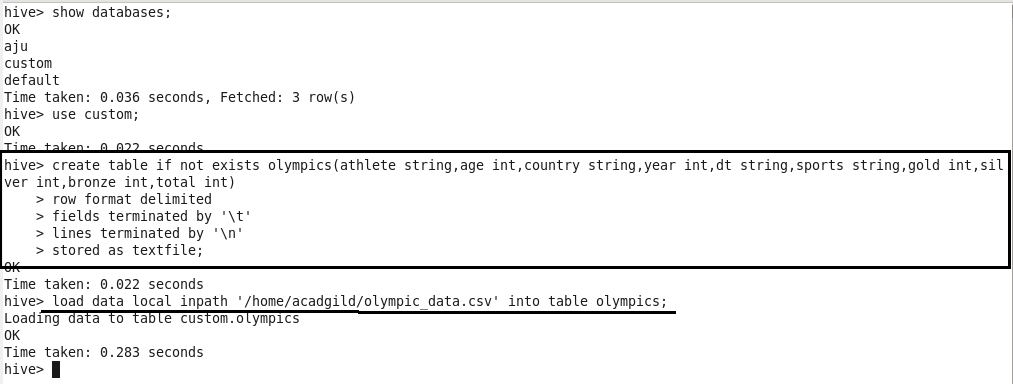 hive> show databases;
OK
aju
custom
default
Time taken: 0.036 seconds, Fetched: 3 row(s)
hive> use custom;
OK
Time taken: 0.022 seconds
hive> create table if not exists olympics(athlete string,age int,country string,year int,dt string,sports string,gold int,sil
ver int,bronze int,total int)
    > row format delimited
    > fields terminated by '\t'
    > lines terminated by '\n'
    > stored as textfile;
OK
Time taken: 0.022 seconds
hive> load data local inpath '/home/acadgild/olympic_data.csv' into table olympics;
Loading data to table custom.olympics
OK
Time taken: 0.283 seconds
hive>